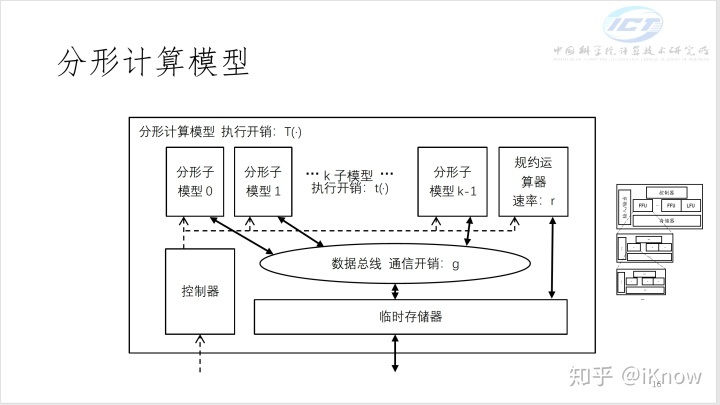 ICT
中国科学院计算技术研究所
分形计算模型
分形计算模型 执行开销：T(·)
分形子
模型 0
分形子
模型 1
··· k 子模型 ···
执行开销：t(·)
分形子
模型 k-1
规约运
算器
速率：r
数据总线 通信开销：g
控制器
临时存储器
控制器
FFU
FFU
LFU
存储器
知乎 @iKnow
16